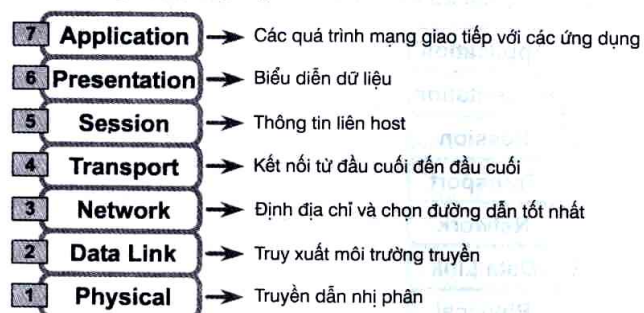 7 Application Các quá trình mạng giao tiếp với các ứng dụng
6 Presentation Biểu diễn dữ liệu
5 Session Thông tin liên host
4 Transport Kết nối từ đầu cuối đến đầu cuối
3 Network Định địa chỉ và chọn đường dẫn tốt nhất
2 Data Link Truy xuất môi trường truyền
1 Physical Truyền dẫn nhị phân